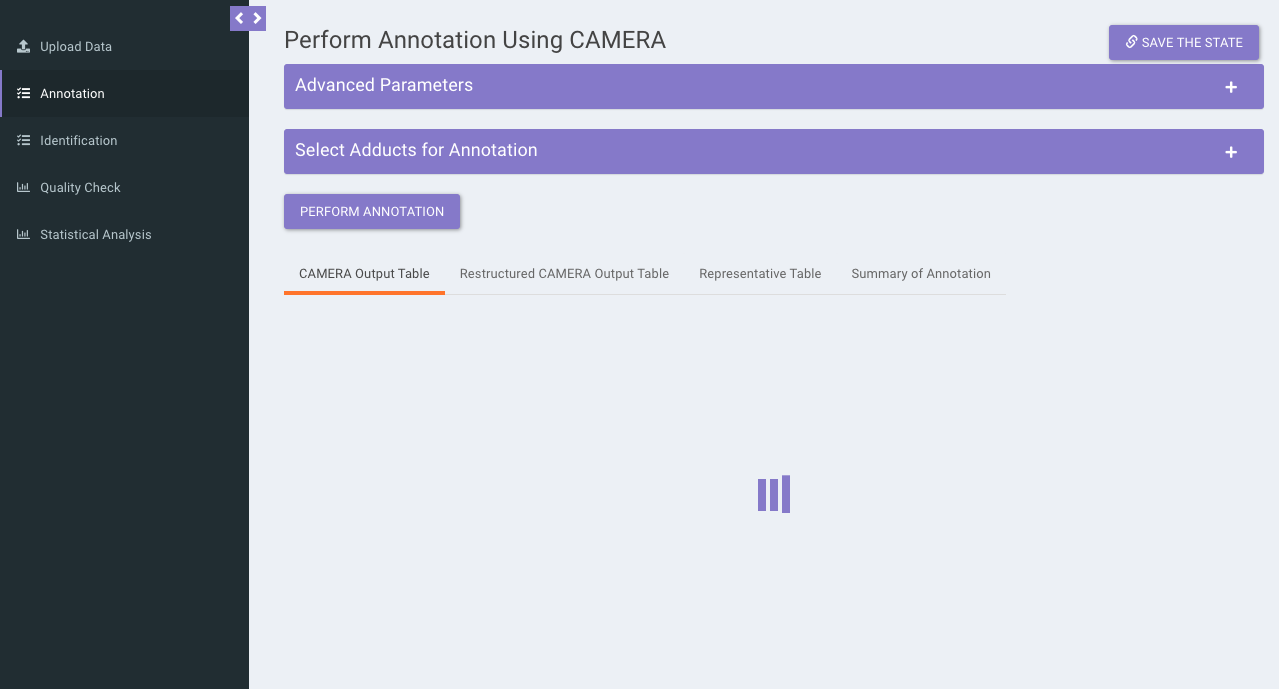 Upload Data
Annotation
Identification
Quality Check
Statistical Analysis
Perform Annotation Using CAMERA
SAVE THE STATE
Advanced Parameters
Select Adducts for Annotation
PERFORM ANNOTATION
CAMERA Output Table
Restructured CAMERA Output Table
Representative Table
Summary of Annotation